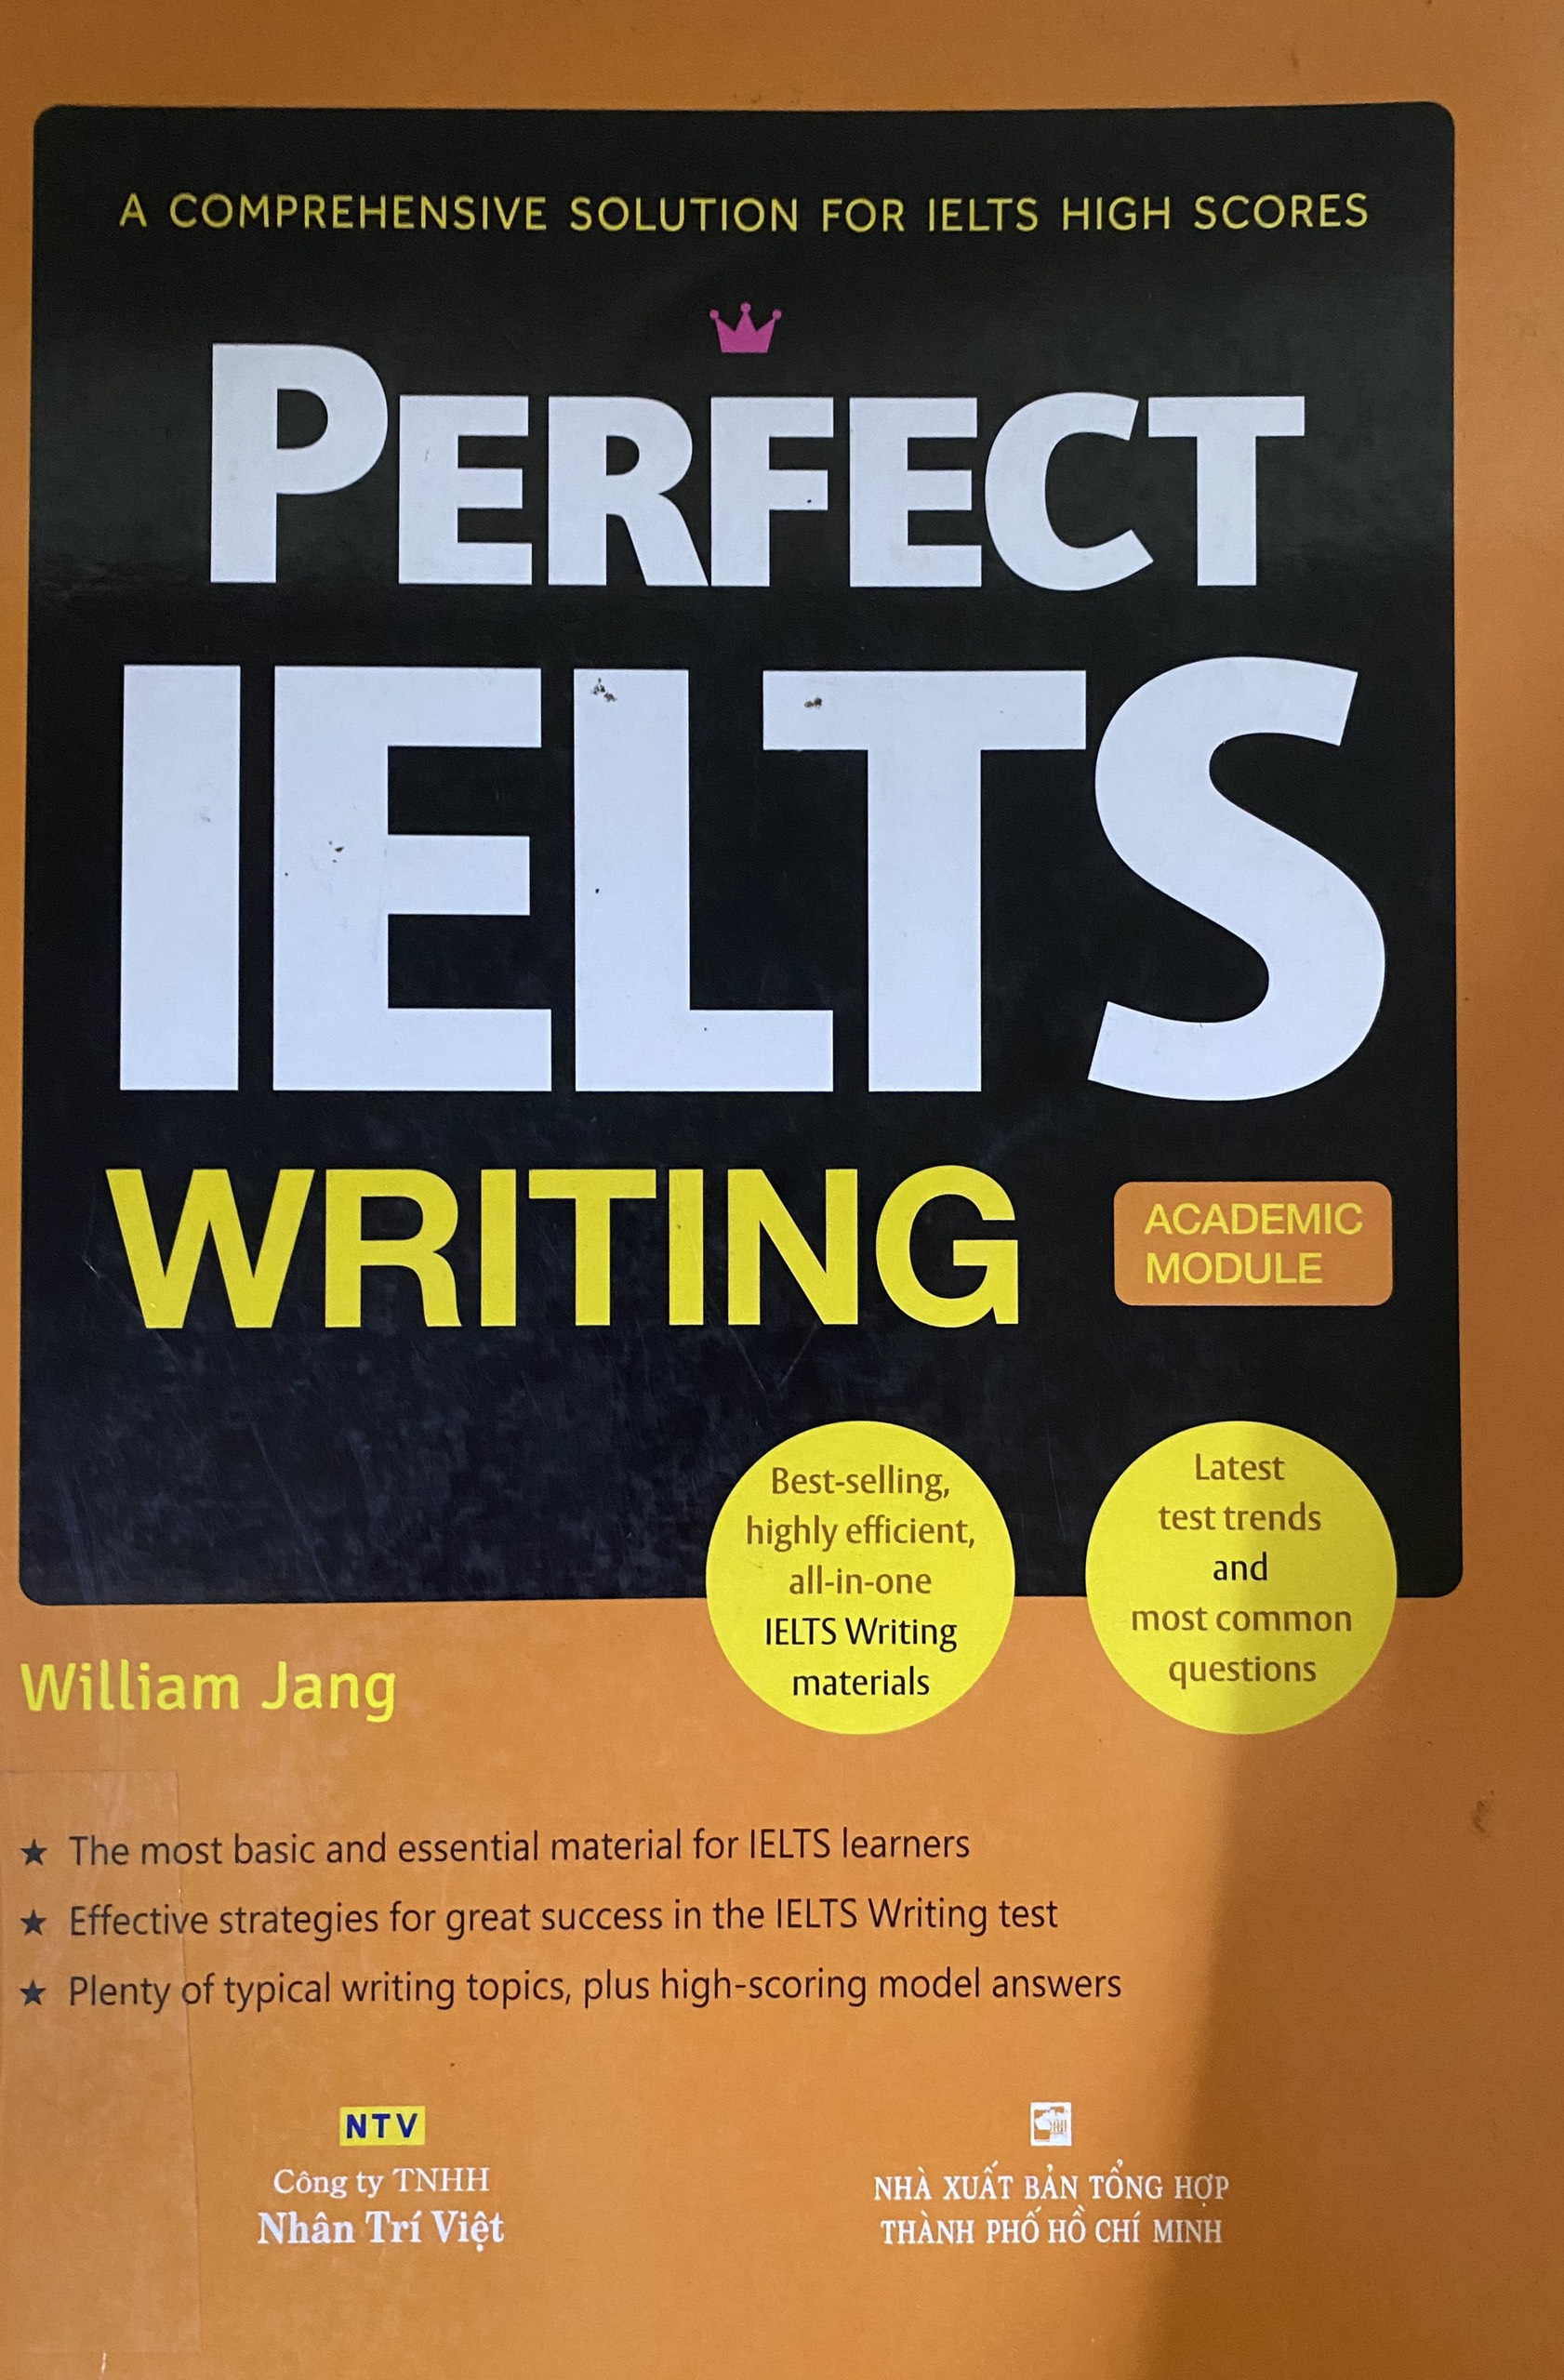 A COMPREHENSIVE SOLUTION FOR IELTS HIGH SCORES
PERFECT
IELTS
WRITING
ACADEMIC
MODULE
Best-selling,
highly efficient,
all-in-one
IELTS Writing
materials
Latest
test trends
and
most common
questions
William Jang
★ The most basic and essential material for IELTS learners
★ Effective strategies for great success in the IELTS Writing test
★ Plenty of typical writing topics, plus high-scoring model answers
NTV
Công ty TNHH
Nhân Trí Việt
NHÀ XUẤT BẢN TỔNG HỢP
THÀNH PHỐ HỒ CHÍ MINH